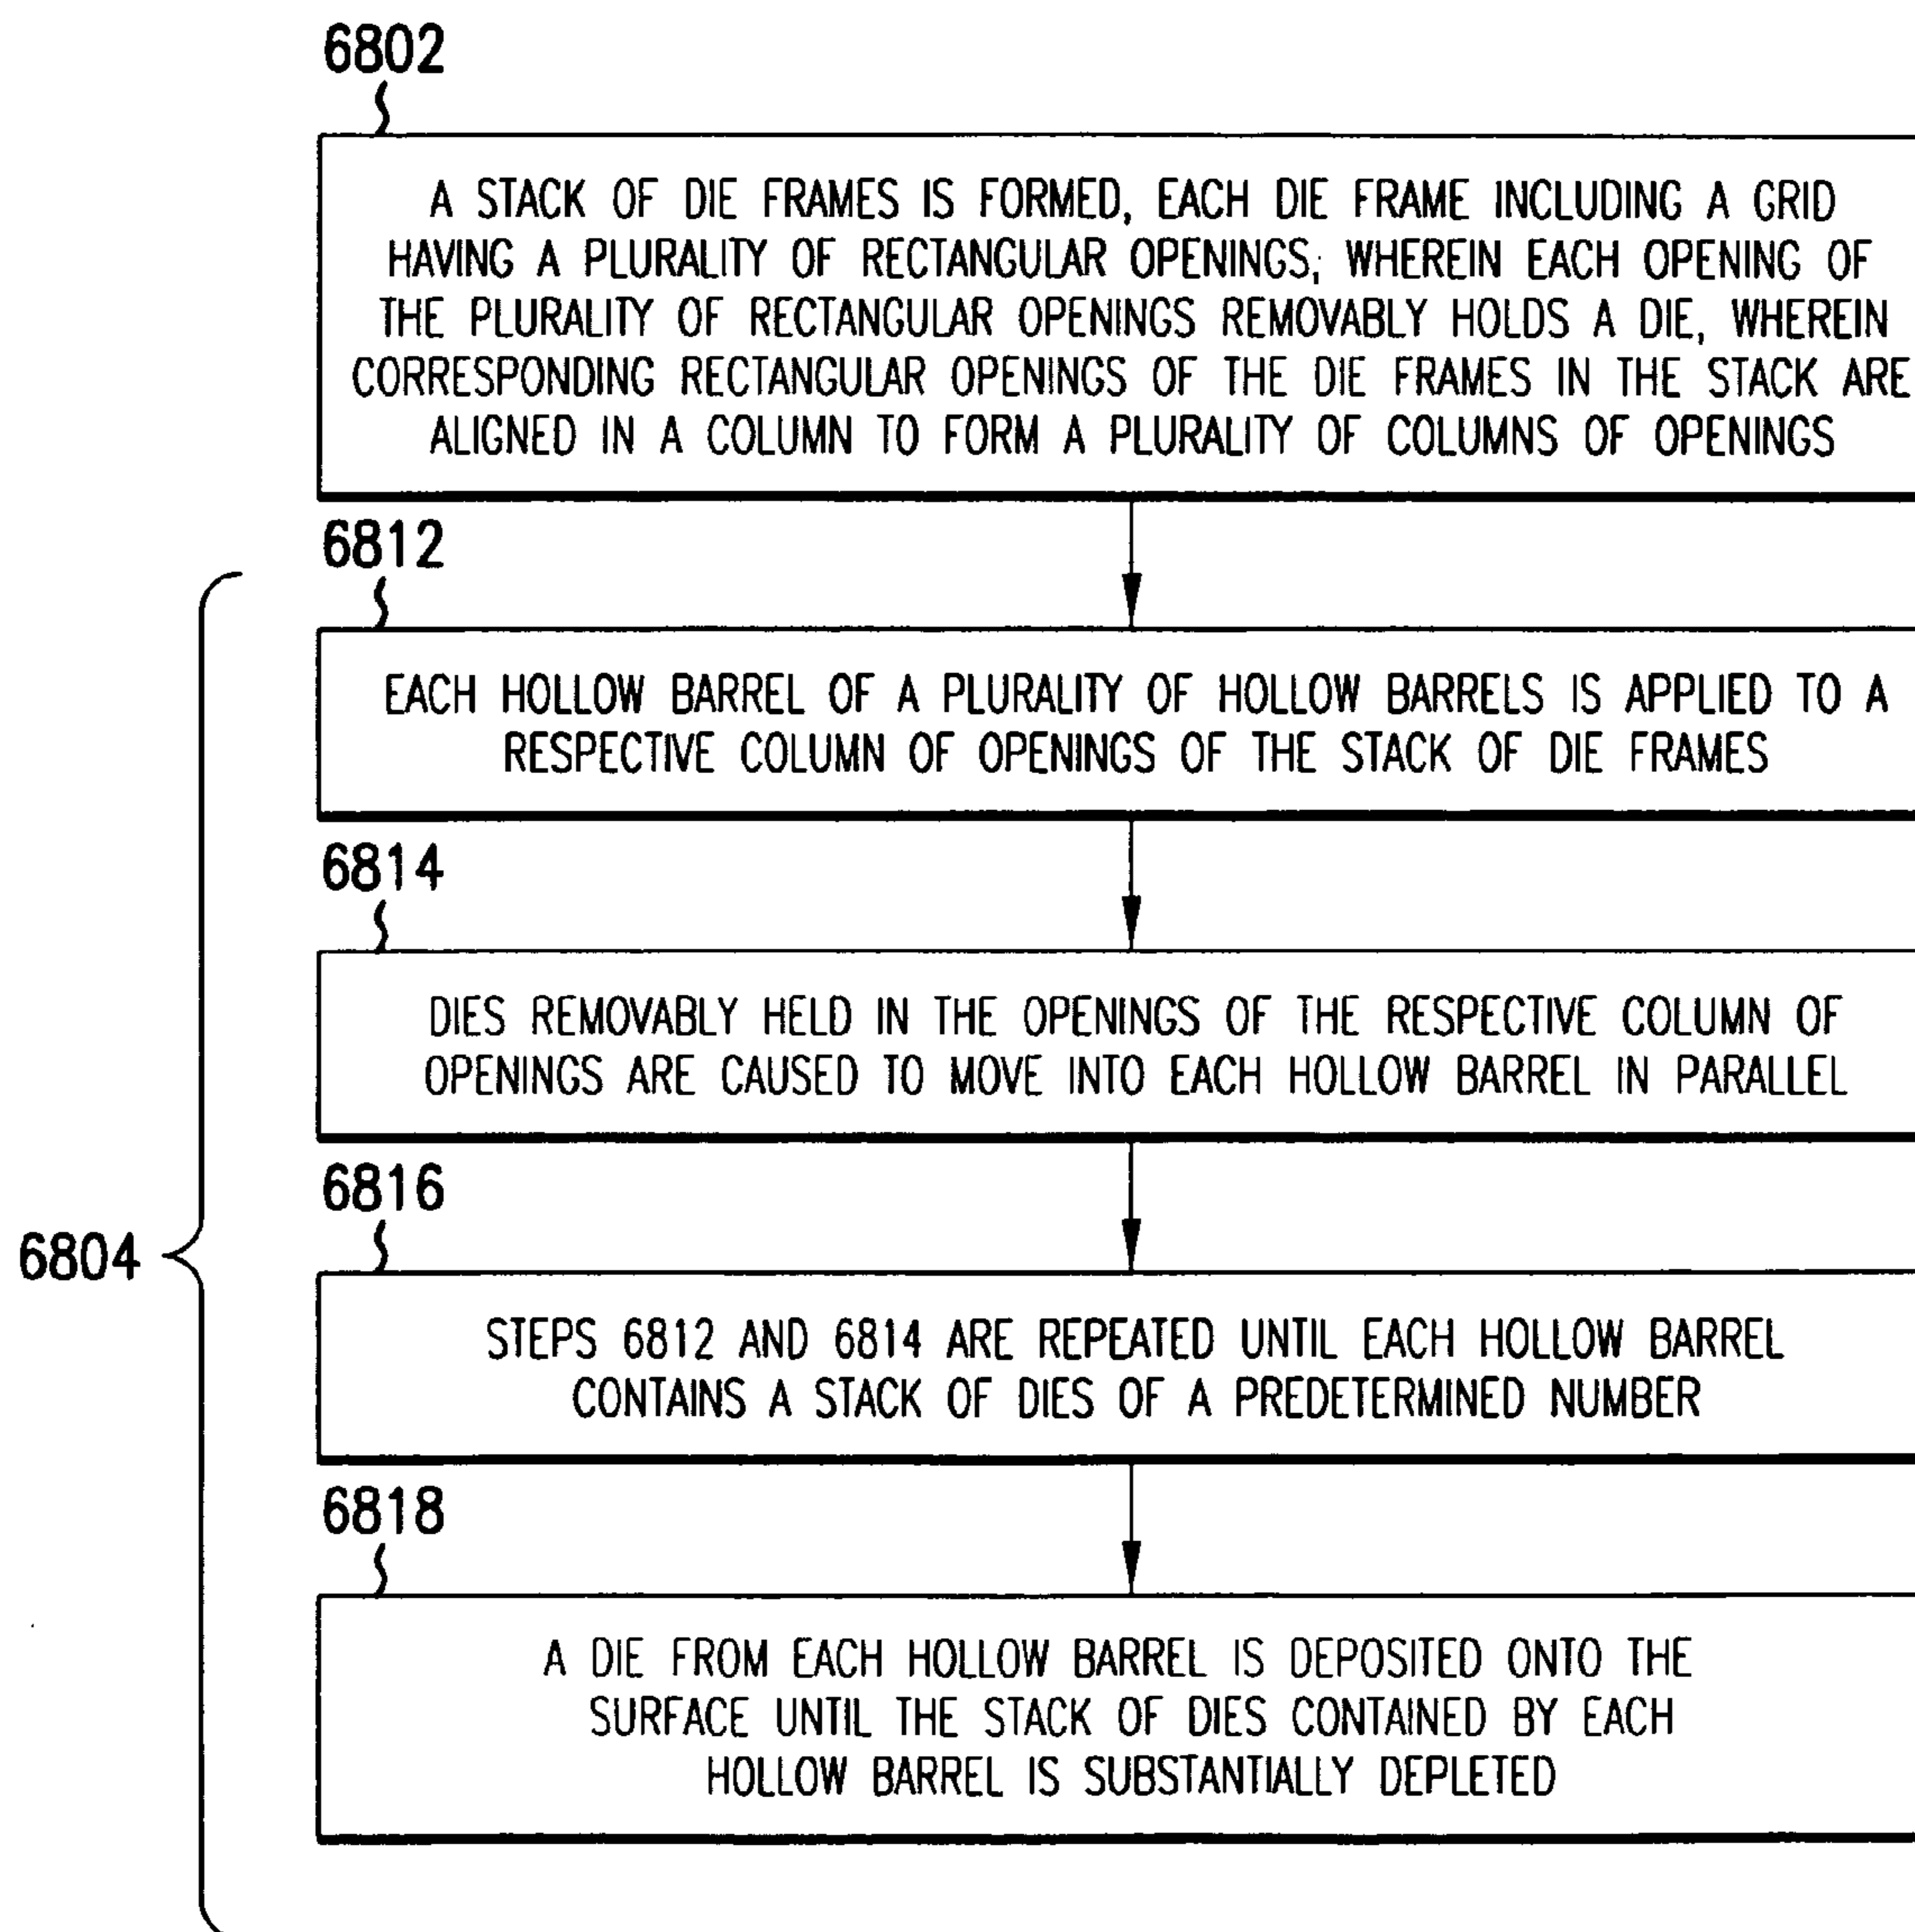 6802
A STACK OF DIE FRAMES IS FORMED, EACH DIE FRAME INCLUDING A GRID
HAVING A PLURALITY OF RECTANGULAR OPENINGS; WHEREIN EACH OPENING OF
THE PLURALITY OF RECTANGULAR OPENINGS REMOVABLY HOLDS A DIE, WHEREIN
CORRESPONDING RECTANGULAR OPENINGS OF THE DIE FRAMES IN THE STACK ARE
ALIGNED IN A COLUMN TO FORM A PLURALITY OF COLUMNS OF OPENINGS
6812
EACH HOLLOW BARREL OF A PLURALITY OF HOLLOW BARRELS IS APPLIED TO A
RESPECTIVE COLUMN OF OPENINGS OF THE STACK OF DIE FRAMES
6814
DIES REMOVABLY HELD IN THE OPENINGS OF THE RESPECTIVE COLUMN OF
OPENINGS ARE CAUSED TO MOVE INTO EACH HOLLOW BARREL IN PARALLEL
6816
6804
STEPS 6812 AND 6814 ARE REPEATED UNTIL EACH HOLLOW BARREL
CONTAINS A STACK OF DIES OF A PREDETERMINED NUMBER
6818
A DIE FROM EACH HOLLOW BARREL IS DEPOSITED ONTO THE
SURFACE UNTIL THE STACK OF DIES CONTAINED BY EACH
HOLLOW BARREL IS SUBSTANTIALLY DEPLETED